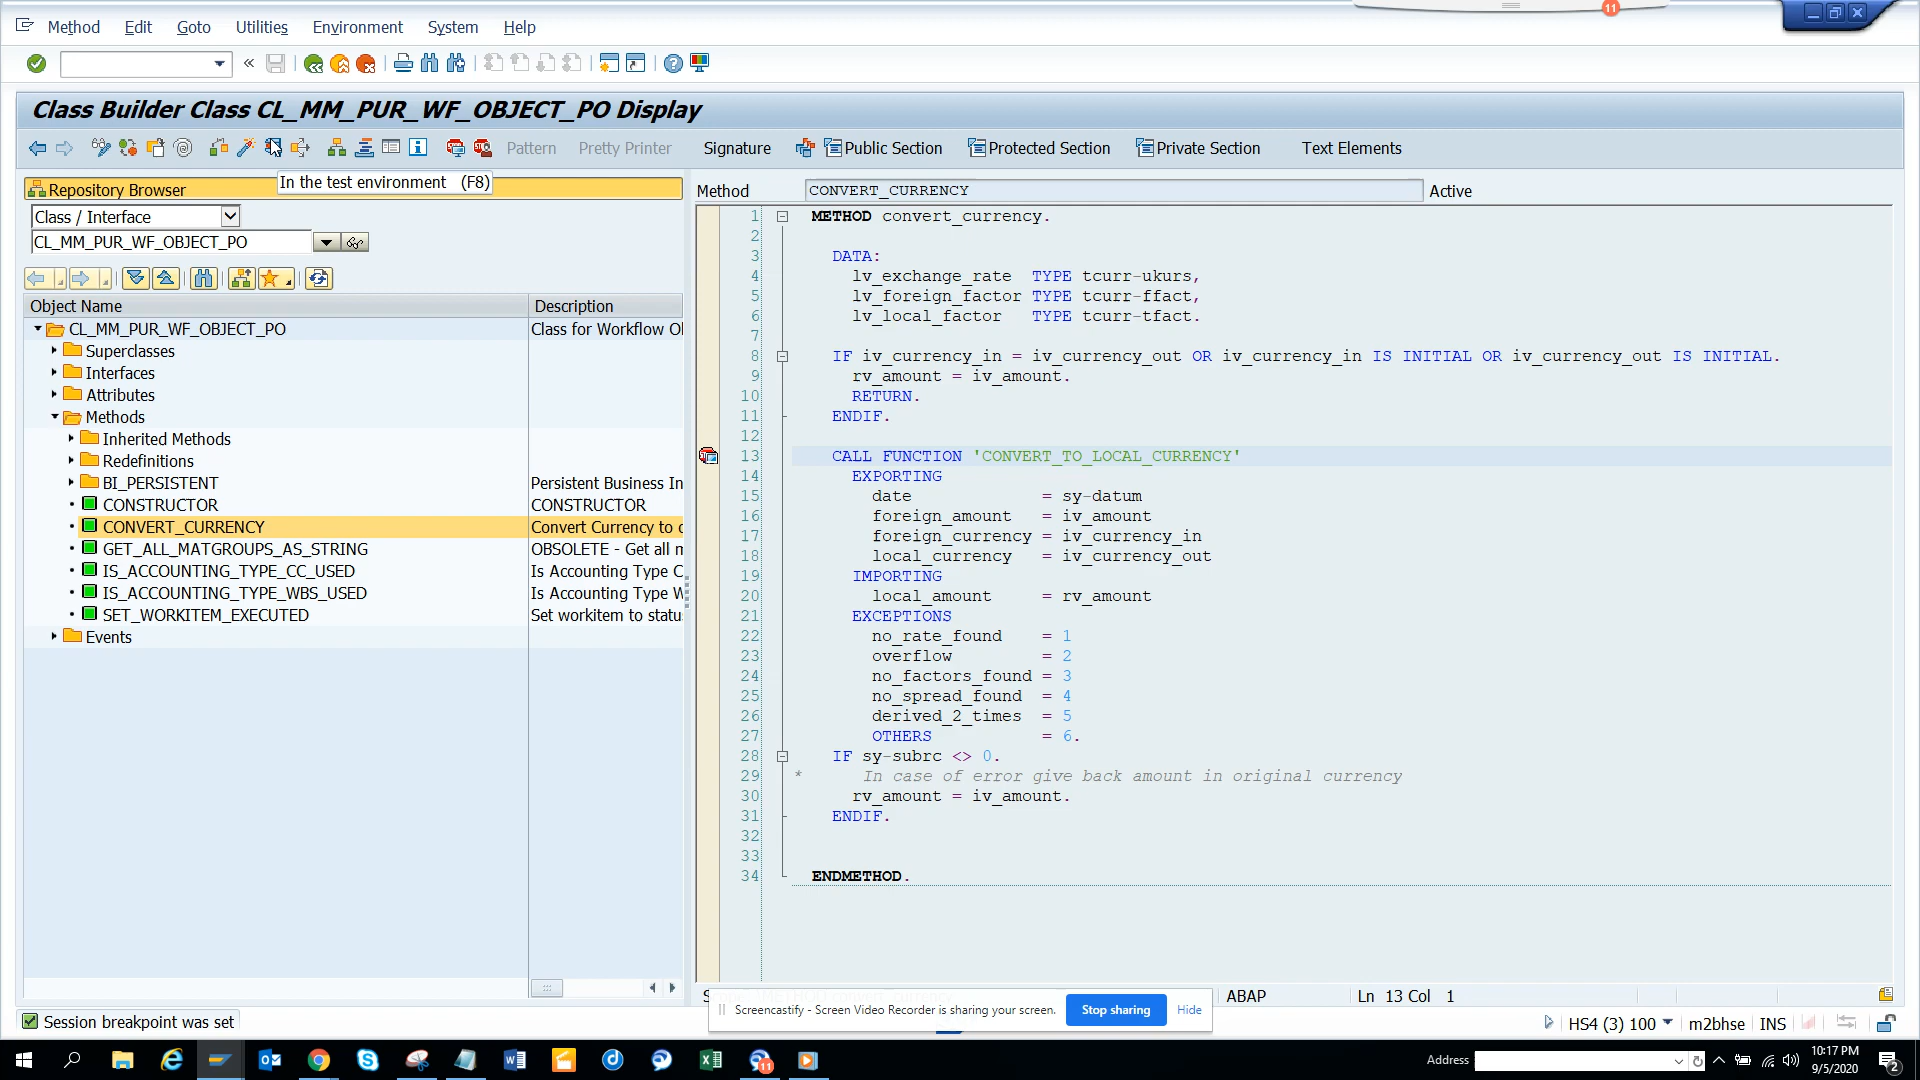 11
Method Edit Goto Utilities Environment System Help
Class Builder Class CL_MM_PUR_WF_OBJECT_PO Display
Pattern Pretty Printer Signature Public Section Protected Section Private Section Text Elements
Repository Browser
In the test environment (F8)
Class / Interface
CL_MM_PUR_WF_OBJECT_PO
Object Name Description
CL_MM_PUR_WF_OBJECT_PO Class for Workflow Ol
Superclasses
Interfaces
Attributes
Methods
Inherited Methods
Redefinitions
BI_PERSISTENT Persistent Business In
CONSTRUCTOR CONSTRUCTOR
CONVERT_CURRENCY Convert Currency to c
GET_ALL_MATGROUPS_AS_STRING OBSOLETE - Get all m
IS_ACCOUNTING_TYPE_CC_USED Is Accounting Type C
IS_ACCOUNTING_TYPE_WBS_USED Is Accounting Type W
SET_WORKITEM_EXECUTED Set workitem to statu
Events
Method CONVERT_CURRENCY Active
1 METHOD convert_currency.
2
3 DATA:
4 lv_exchange_rate TYPE tcurr-ukurs,
5 lv_foreign_factor TYPE tcurr-ffact,
6 lv_local_factor TYPE tcurr-tfact.
7
8 IF iv_currency_in = iv_currency_out OR iv_currency_in IS INITIAL OR iv_currency_out IS INITIAL.
9 rv_amount = iv_amount.
10 RETURN.
11 ENDIF.
12
13 CALL FUNCTION 'CONVERT_TO_LOCAL_CURRENCY'
14 EXPORTING
15 date = sy-datum
16 foreign_amount = iv_amount
17 foreign_currency = iv_currency_in
18 local_currency = iv_currency_out
19 IMPORTING
20 local_amount = rv_amount
21 EXCEPTIONS
22 no_rate_found = 1
23 overflow = 2
24 no_factors_found = 3
25 no_spread_found = 4
26 derived_2_times = 5
27 OTHERS = 6.
28 IF sy-subrc <> 0.
29 * In case of error give back amount in original currency
30 rv_amount = iv_amount.
31 ENDIF.
32
33
34 ENDMETHOD.
ABAP Ln 13 Col 1
Screencastify - Screen Video Recorder is sharing your screen. Stop sharing Hide
Session breakpoint was set
HS4 (3) 100 m2bhse INS
Address
10:17 PM
9/5/2020
11
2